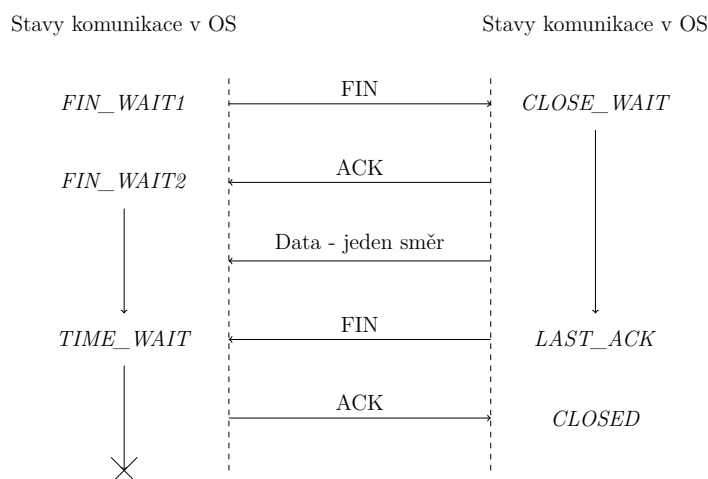 Stavy komunikace v OS
Stavy komunikace v OS
FIN_WAIT1
FIN
CLOSE_WAIT
FIN_WAIT2
ACK
Data - jeden směr
TIME_WAIT
FIN
LAST_ACK
ACK
CLOSED